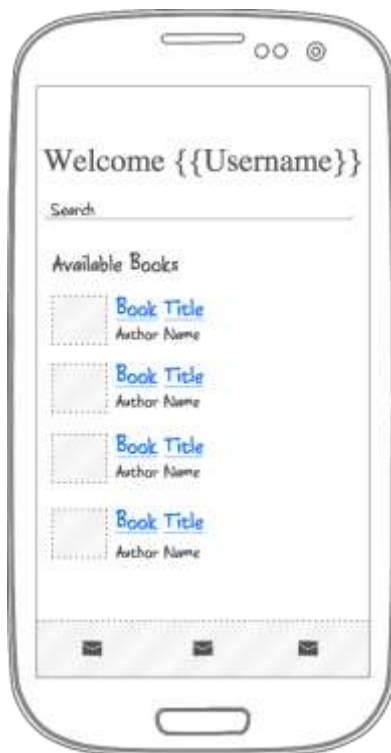 Welcome {{Username}}
Search
Available Books
Book Title
Author Name
Book Title
Author Name
Book Title
Author Name
Book Title
Author Name